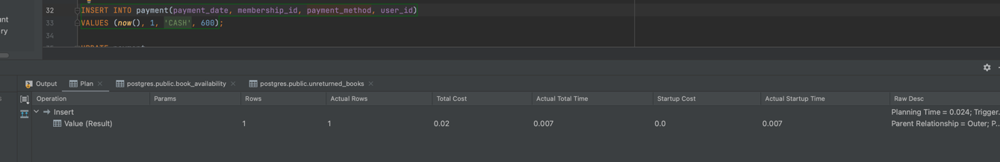 32 INSERT INTO payment(payment_date, membership_id, payment_method, user_id)
unt
33 VALUES (now(), 1, 'CASH', 600);
ry
34
Output Plan postgres.public.book_availability postgres.public.unreturned_books
Operation Params Rows Actual Rows Total Cost Actual Total Time Startup Cost Actual Startup Time Raw Desc
Insert Planning Time = 0.024; Trigger...
Value (Result) 1 1 0.02 0.007 0.0 0.007 Parent Relationship = Outer; P...